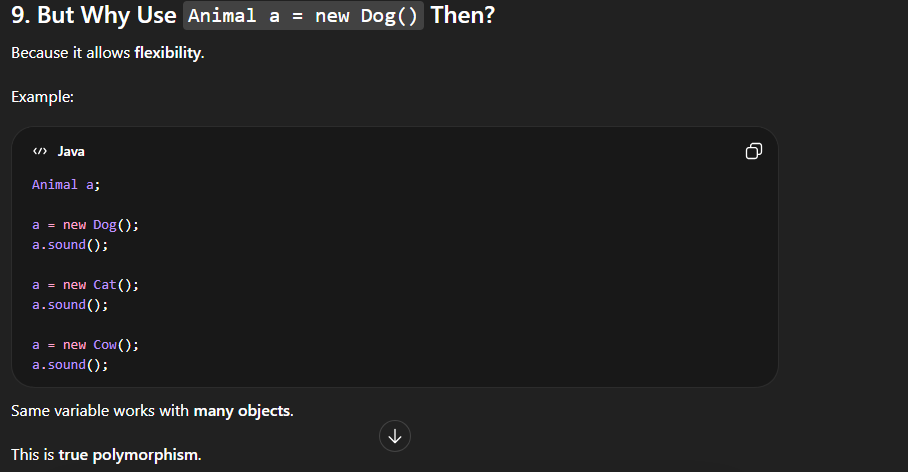 9. But Why Use Animal a = new Dog() Then?
Because it allows flexibility.
Example:
</> Java
Animal a;
a = new Dog();
a.sound();
a = new Cat();
a.sound();
a = new Cow();
a.sound();
Same variable works with many objects.
This is true polymorphism.